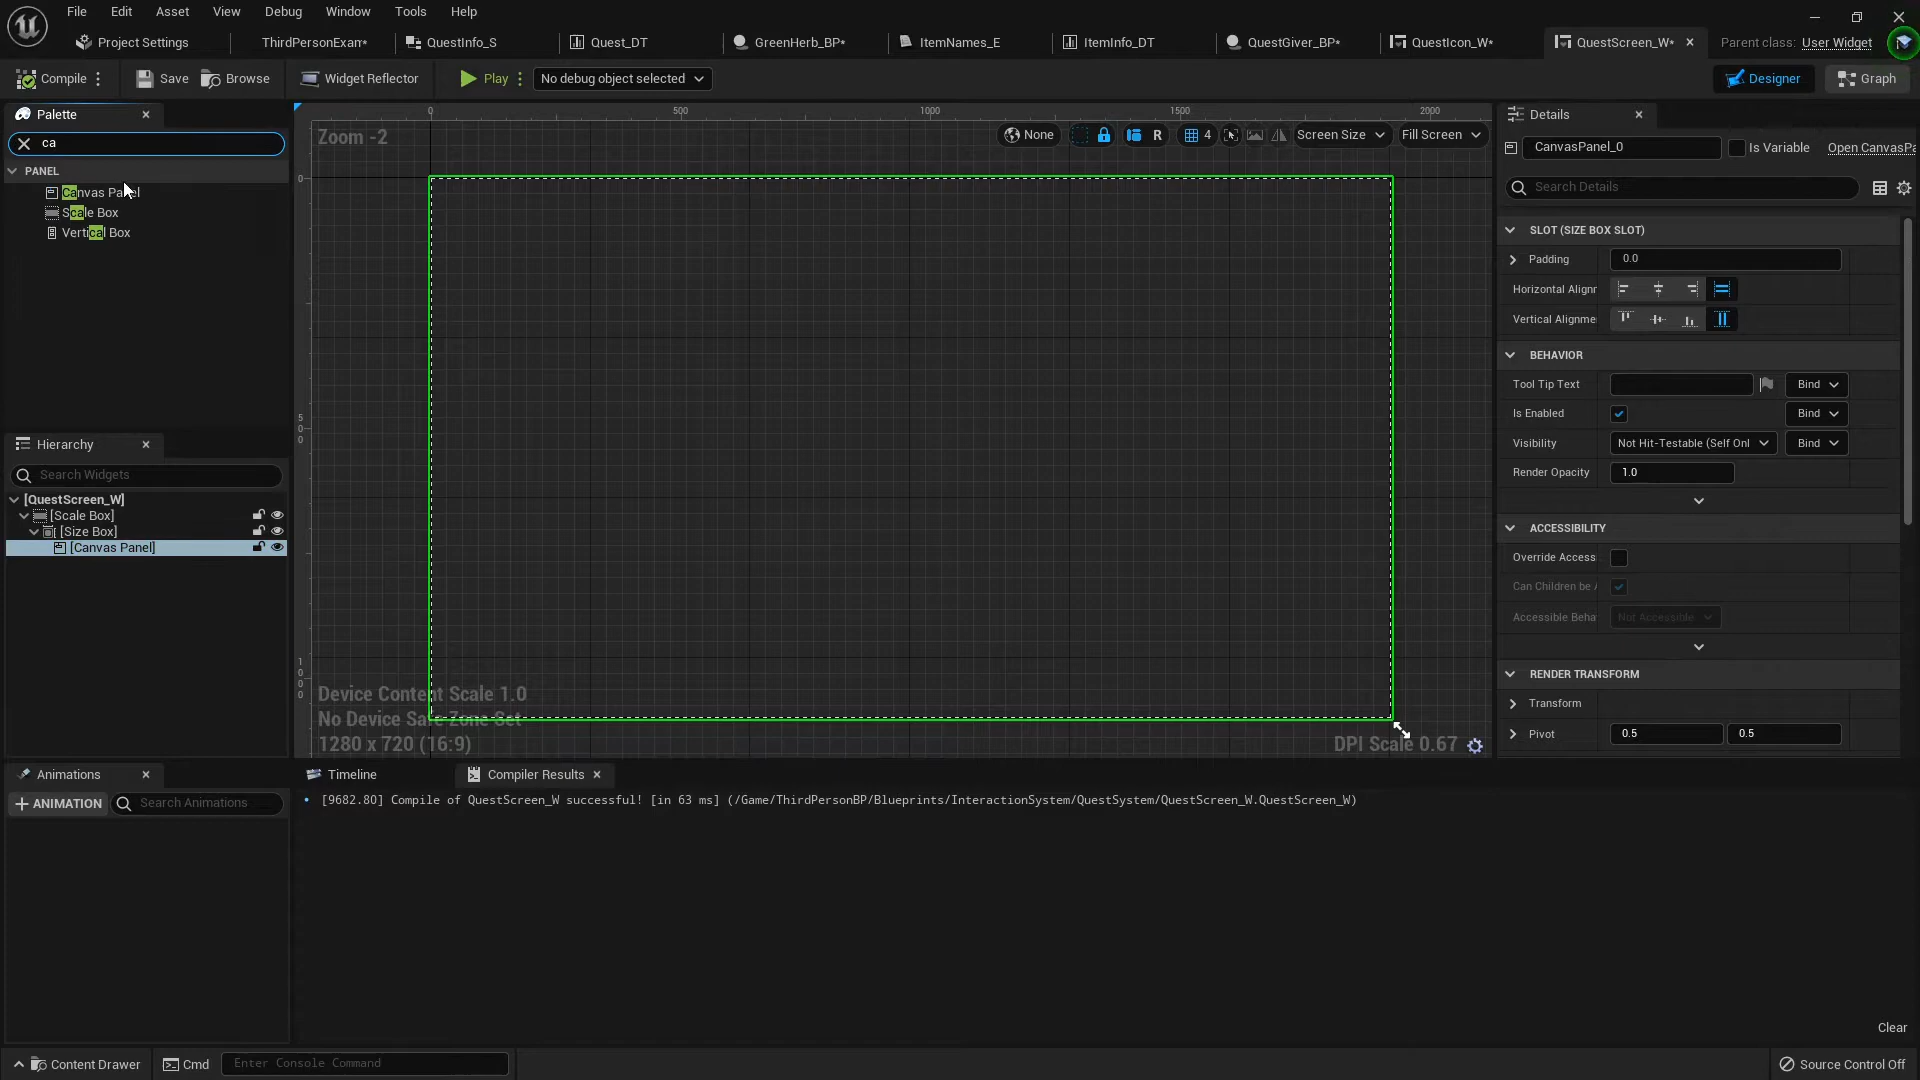 File Edit Asset View Debug Window Tools Help
Project Settings ThirdPersonExam* QuestInfo_S Quest_DT GreenHerb_BP* ItemNames_E ItemInfo_DT QuestGiver_BP* QuestIcon_W* QuestScreen_W* Parent class: User Widget
Compile Save Browse Widget Reflector Play No debug object selected Designer Graph
Palette
ca
PANEL
Canvas Panel
Scale Box
Vertical Box
Hierarchy
Search Widgets
[QuestScreen_W]
[Scale Box]
[Size Box]
[Canvas Panel]
0 500 1000 1500 2000
Zoom -2
None R 4 Screen Size Fill Screen
0
500
1000
Device Content Scale 1.0
No Device Safe Zone Set
1280 x 720 (16:9)
DPI Scale 0.67
Details
CanvasPanel_0 Is Variable Open CanvasPa
Search Details
SLOT (SIZE BOX SLOT)
Padding 0.0
Horizontal Alignr
Vertical Alignme
BEHAVIOR
Tool Tip Text Bind
Is Enabled Bind
Visibility Not Hit-Testable (Self Onl Bind
Render Opacity 1.0
ACCESSIBILITY
Override Access
Can Children be A
Accessible Beha Not Accessible
RENDER TRANSFORM
Transform
Pivot 0.5 0.5
Animations
ANIMATION Search Animations
Timeline Compiler Results
[9682.80] Compile of QuestScreen_W successful! [in 63 ms] (/Game/ThirdPersonBP/Blueprints/InteractionSystem/QuestSystem/QuestScreen_W.QuestScreen_W)
Clear
Content Drawer Cmd Enter Console Command Source Control Off